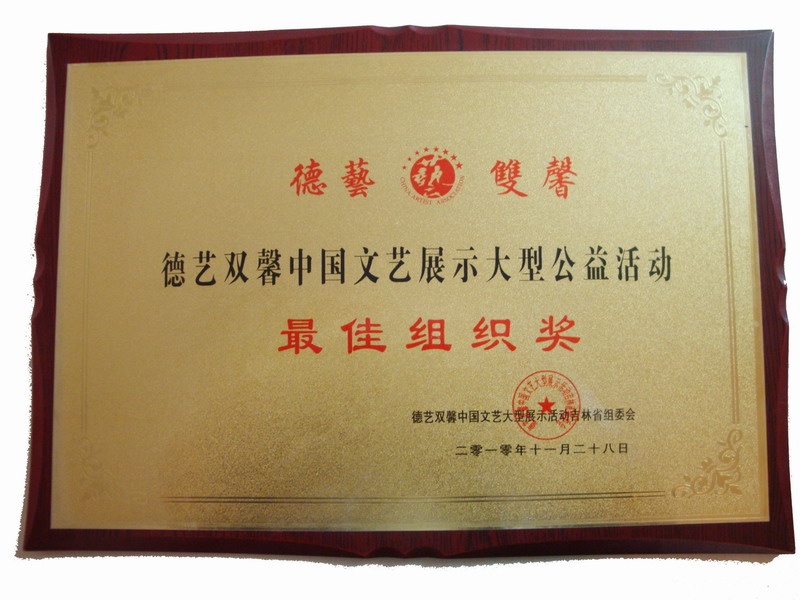 德藝 雙馨
CHINA ARTIST ASSOCIATION
德艺双馨中国文艺展示大型公益活动
最佳组织奖
德艺双馨中国文艺大型展示活动吉林省组委会
二零一零年十一月二十八日